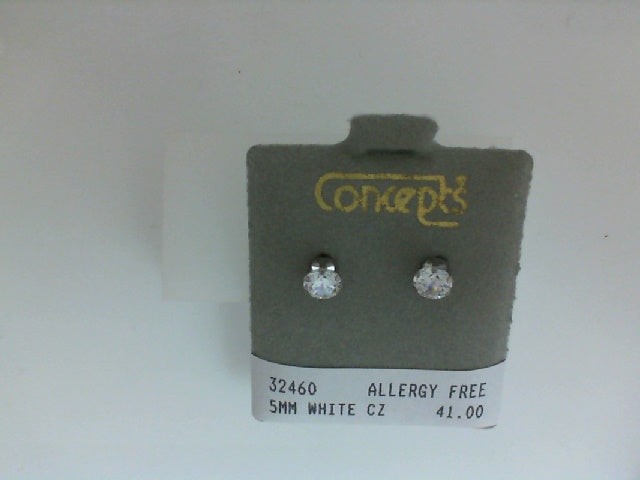 Concepts
32460 ALLERGY FREE
5MM WHITE CZ 41.00